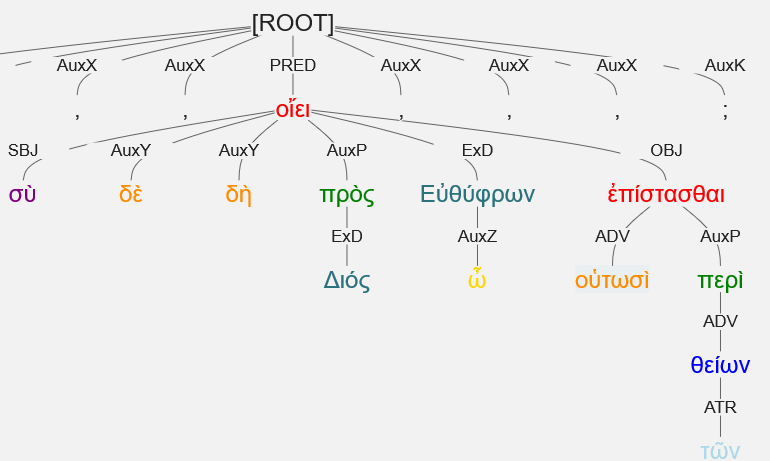 [ROOT]
AuxX AuxX PRED AuxX AuxX AuxX AuxK
, , οἴει , , , ;
SBJ AuxY AuxY AuxP ExD OBJ
σὺ δὲ δὴ πρὸς Εὐθύφρων ἐπίστασθαι
ExD AuxZ ADV AuxP
Διός ὦ οὑτωσὶ περὶ
ADV
θείων
ATR
τῶν